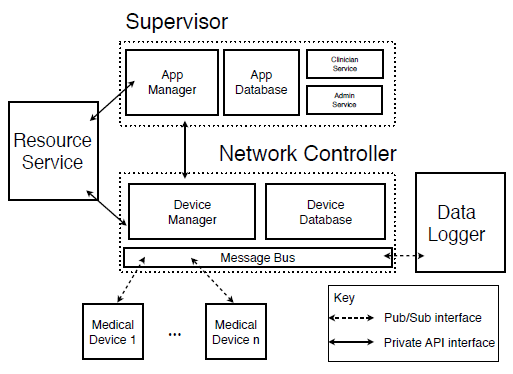 Supervisor
App
Manager
App
Database
Clinician
Service
Admin
Service
Resource
Service
Network Controller
Device
Manager
Device
Database
Message Bus
Data
Logger
Medical
Device 1
...
Medical
Device n
Key
Pub/Sub interface
Private API interface